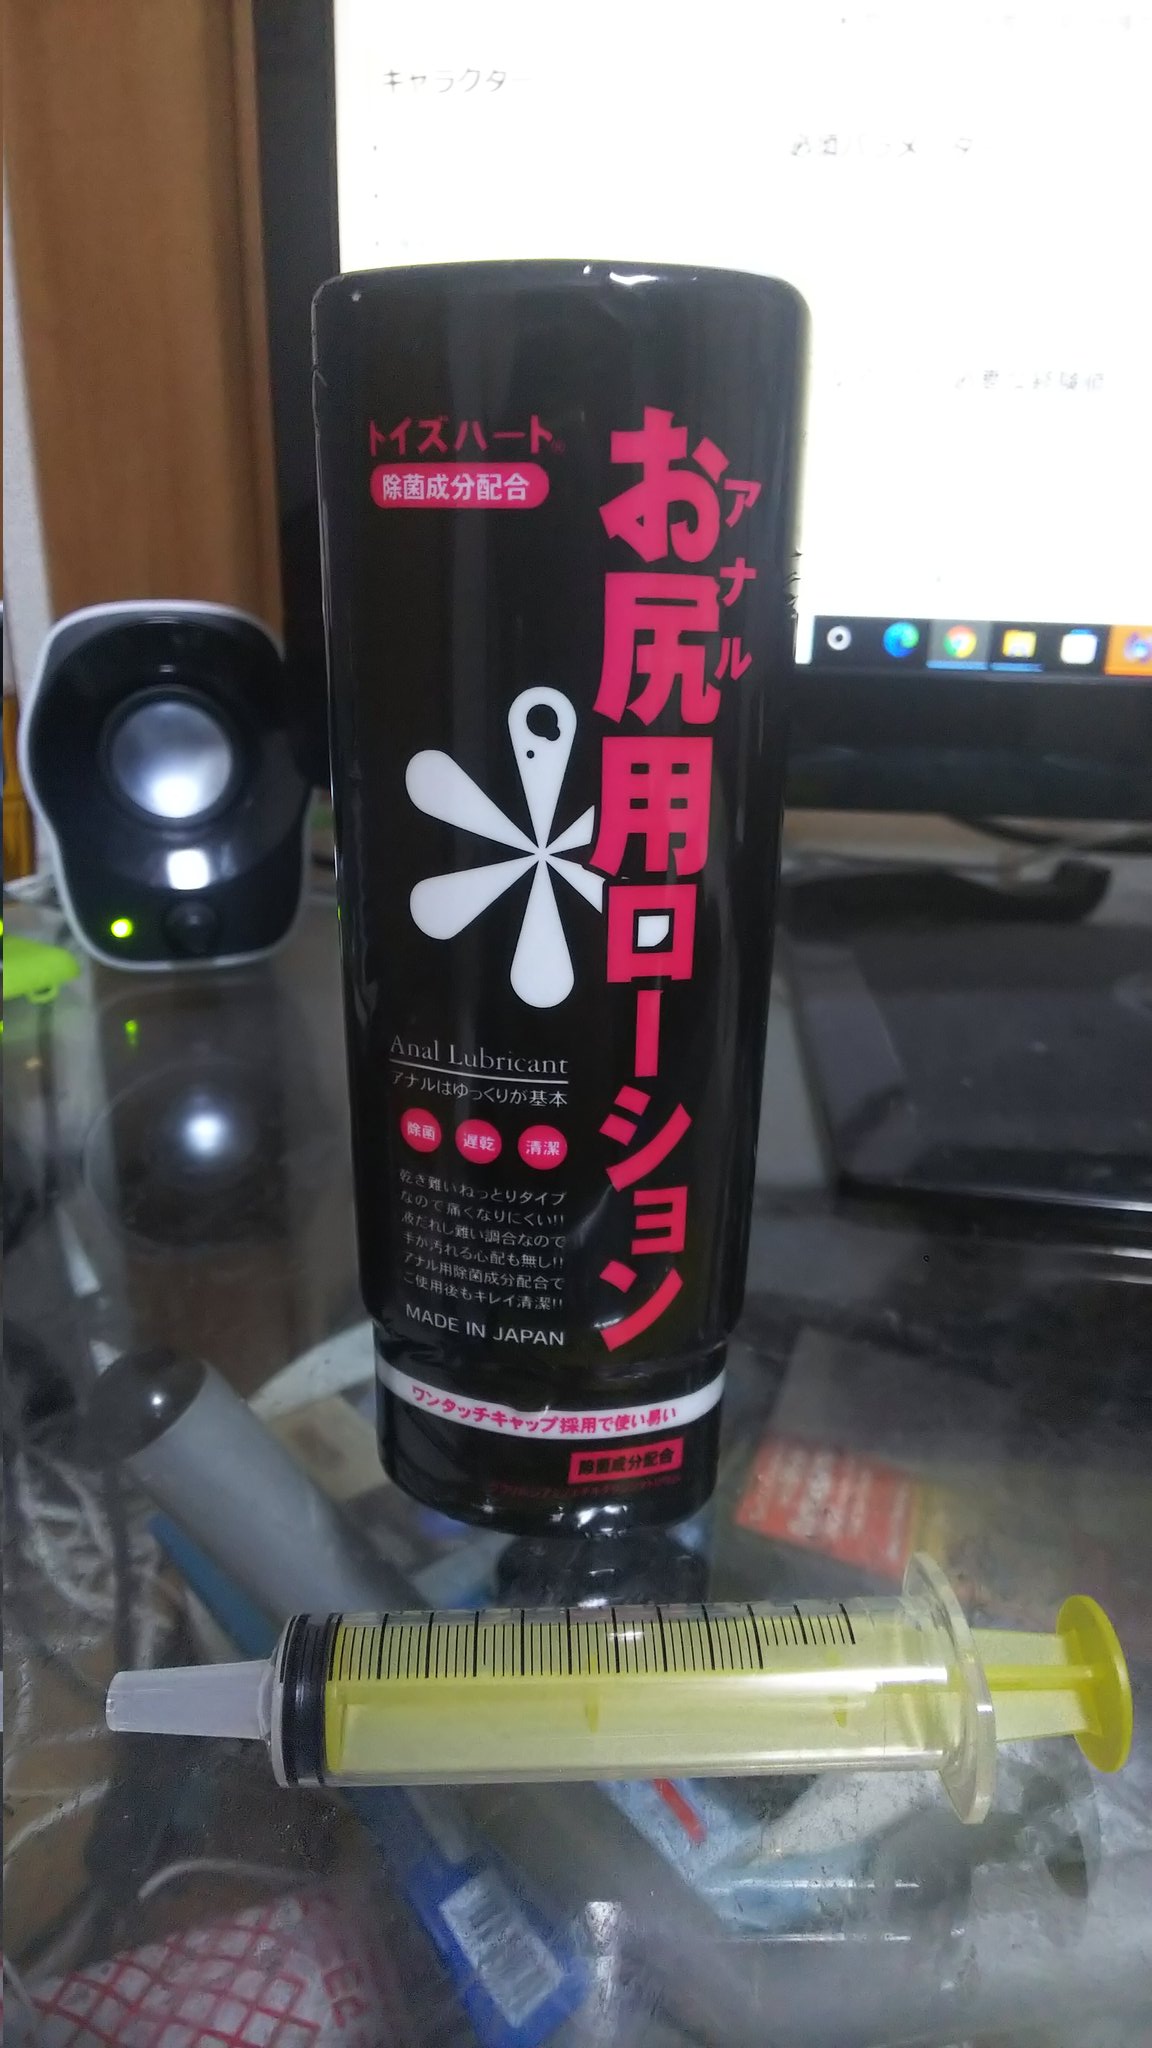 キャラクター
トイズハート®
除菌成分配合
お尻用ローション
アナル
Anal Lubricant
アナルはゆっくりが基本
除菌
遅乾
清潔
乾き難いねっとりタイプ
なので痛くなりにくい!!
液だれし難い調合なので
手が汚れる心配も無し!!
アナル用除菌成分配合で
ご使用後もキレイ清潔!!
MADE IN JAPAN
ワンタッチキャップ採用で使い易い
除菌成分配合